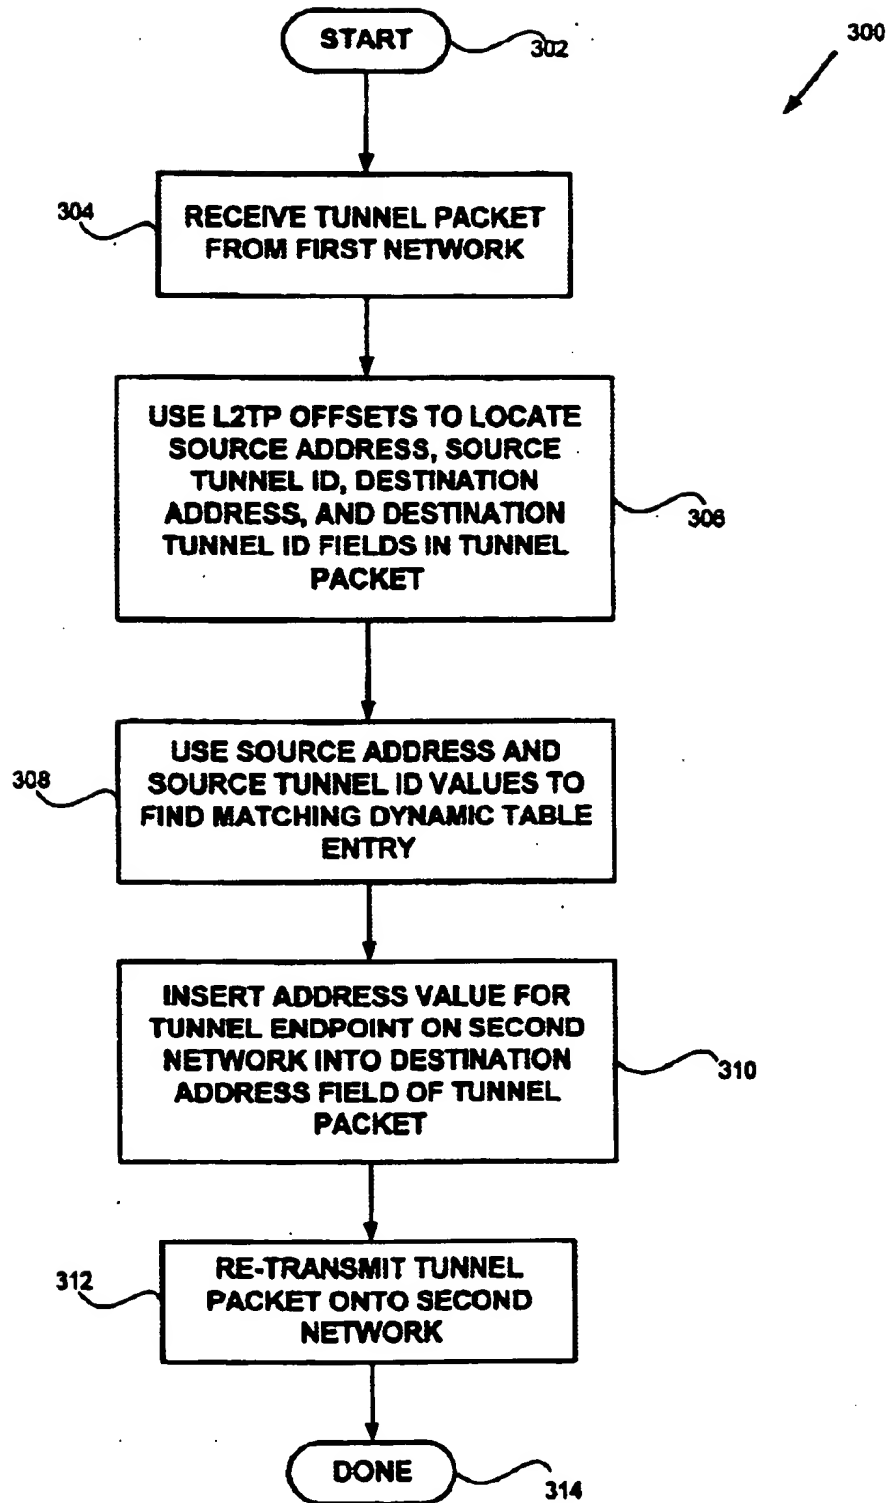 START
302
300
304
RECEIVE TUNNEL PACKET
FROM FIRST NETWORK
USE L2TP OFFSETS TO LOCATE
SOURCE ADDRESS, SOURCE
TUNNEL ID, DESTINATION
ADDRESS, AND DESTINATION
TUNNEL ID FIELDS IN TUNNEL
PACKET
306
308
USE SOURCE ADDRESS AND
SOURCE TUNNEL ID VALUES TO
FIND MATCHING DYNAMIC TABLE
ENTRY
INSERT ADDRESS VALUE FOR
TUNNEL ENDPOINT ON SECOND
NETWORK INTO DESTINATION
ADDRESS FIELD OF TUNNEL
PACKET
310
312
RE-TRANSMIT TUNNEL
PACKET ONTO SECOND
NETWORK
DONE
314